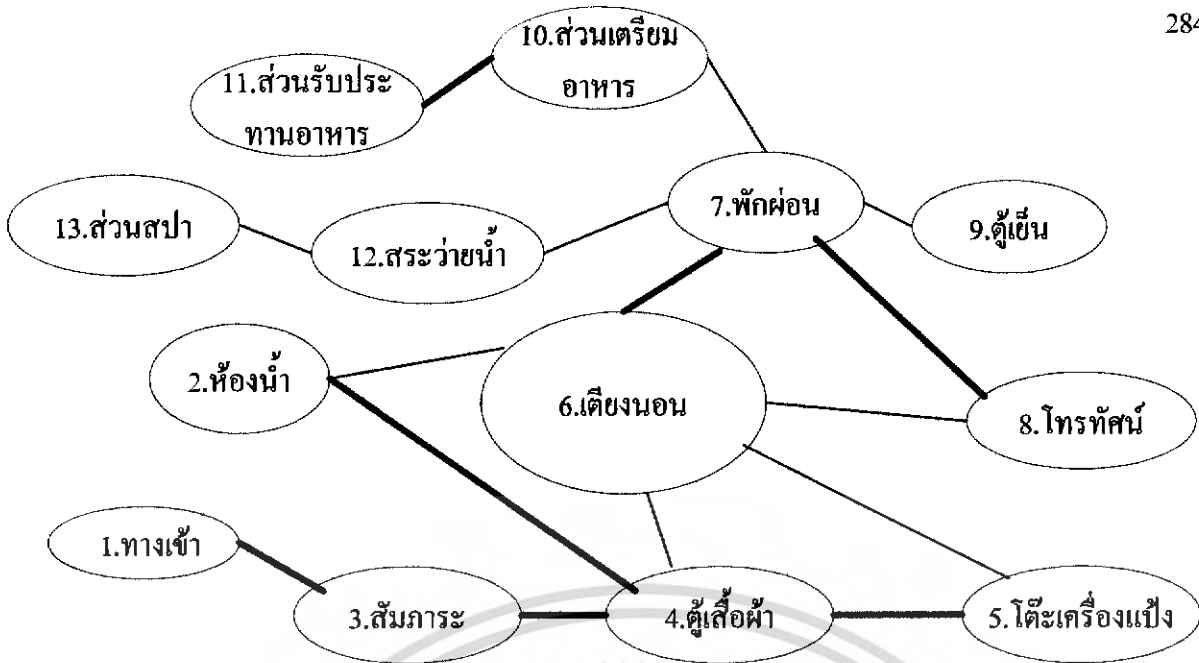 284
10.ส่วนเตรียม
อาหาร
11.ส่วนรับประ
ทานอาหาร
7.พักผ่อน
13.ส่วนสปา
9.ตู้เย็น
12.สระว่ายน้ำ
2.ห้องน้ำ
6.เตียงนอน
8.โทรทัศน์
1.ทางเข้า
3.สัมภาระ
4.ตู้เสื้อผ้า
5.โต๊ะเครื่องแป้ง